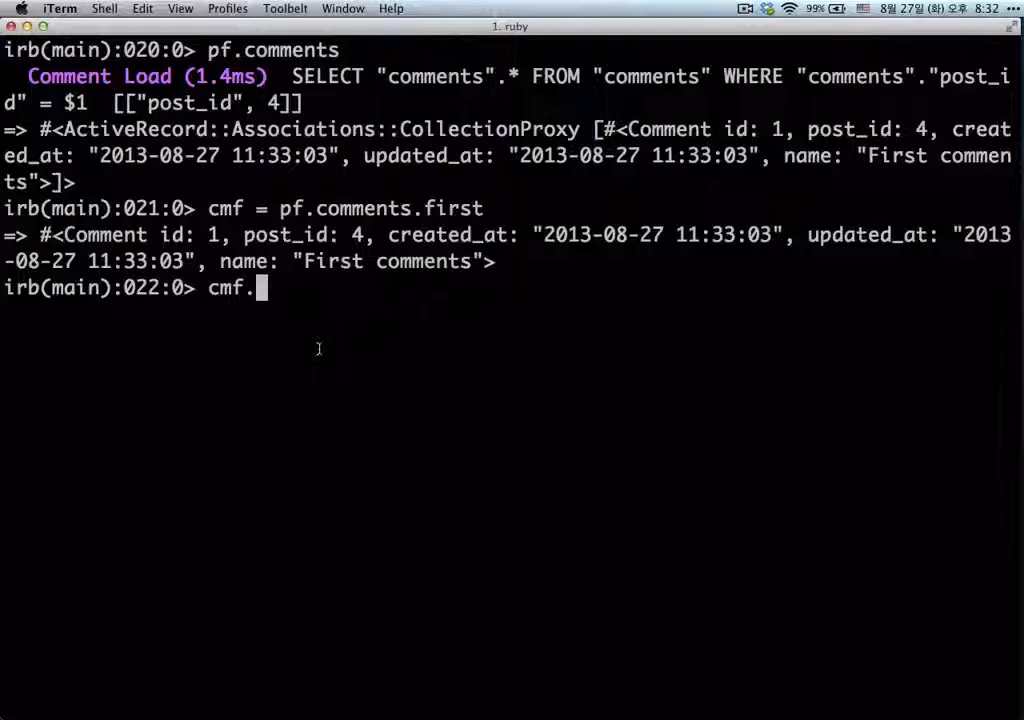 iTerm Shell Edit View Profiles Toolbelt Window Help 99% 8월 27일 (화) 오후 8:32
1. ruby
irb(main):020:0> pf.comments
  Comment Load (1.4ms)  SELECT "comments".* FROM "comments" WHERE "comments"."post_i
d" = $1  [["post_id", 4]]
=> #<ActiveRecord::Associations::CollectionProxy [#<Comment id: 1, post_id: 4, creat
ed_at: "2013-08-27 11:33:03", updated_at: "2013-08-27 11:33:03", name: "First commen
ts">]>
irb(main):021:0> cmf = pf.comments.first
=> #<Comment id: 1, post_id: 4, created_at: "2013-08-27 11:33:03", updated_at: "2013
-08-27 11:33:03", name: "First comments">
irb(main):022:0> cmf.